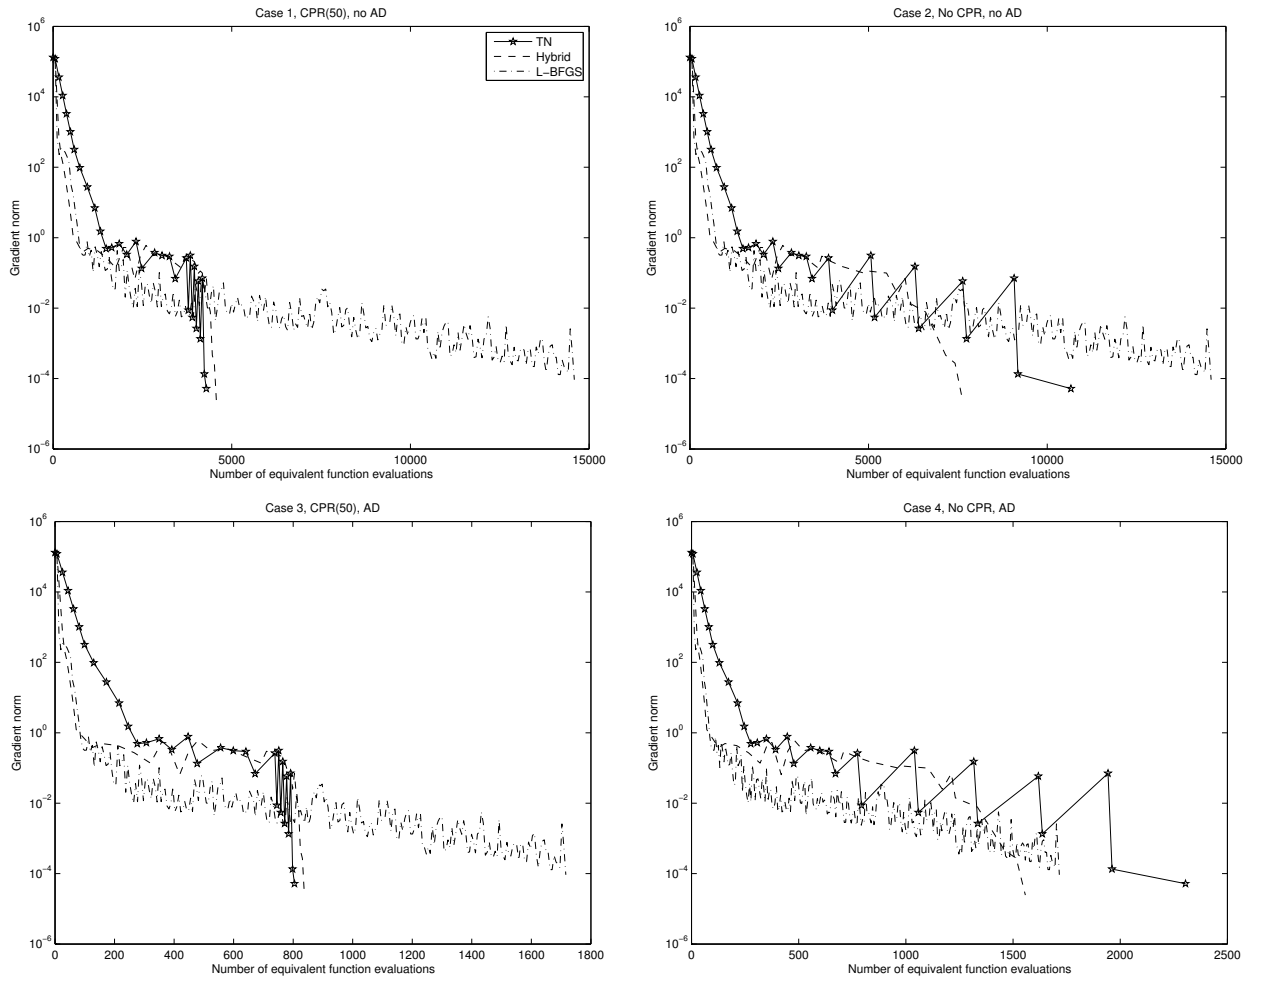 Case 1, CPR(50), no AD
10^6
10^4
10^2
10^0
10^−2
10^−4
10^−6
Gradient norm
TN
Hybrid
L−BFGS
0 5000 10000 15000
Number of equivalent function evaluations
Case 2, No CPR, no AD
10^6
10^4
10^2
10^0
10^−2
10^−4
10^−6
Gradient norm
0 5000 10000 15000
Number of equivalent function evaluations
Case 3, CPR(50), AD
10^6
10^4
10^2
10^0
10^−2
10^−4
10^−6
Gradient norm
0 200 400 600 800 1000 1200 1400 1600 1800
Number of equivalent function evaluations
Case 4, No CPR, AD
10^6
10^4
10^2
10^0
10^−2
10^−4
10^−6
Gradient norm
0 500 1000 1500 2000 2500
Number of equivalent function evaluations